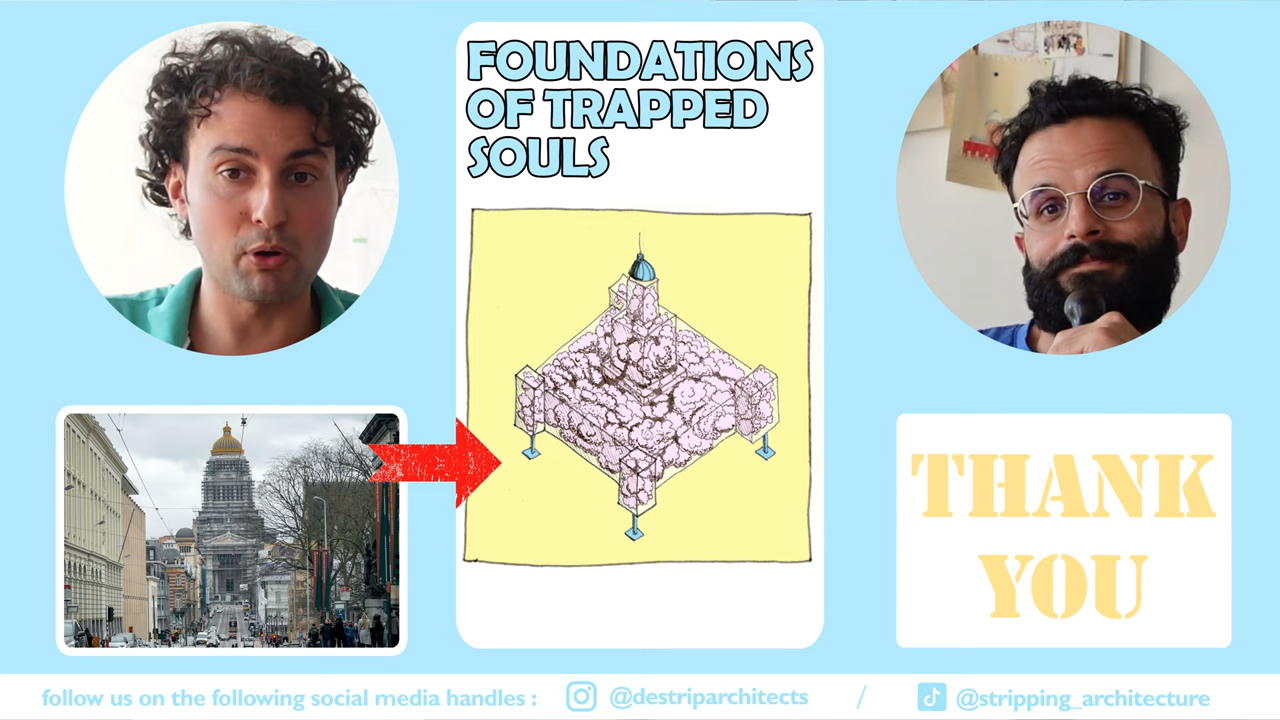 FOUNDATIONS
OF TRAPPED
SOULS
THANK
YOU
follow us on the following social media handles : @destriparchitects / @stripping_architecture